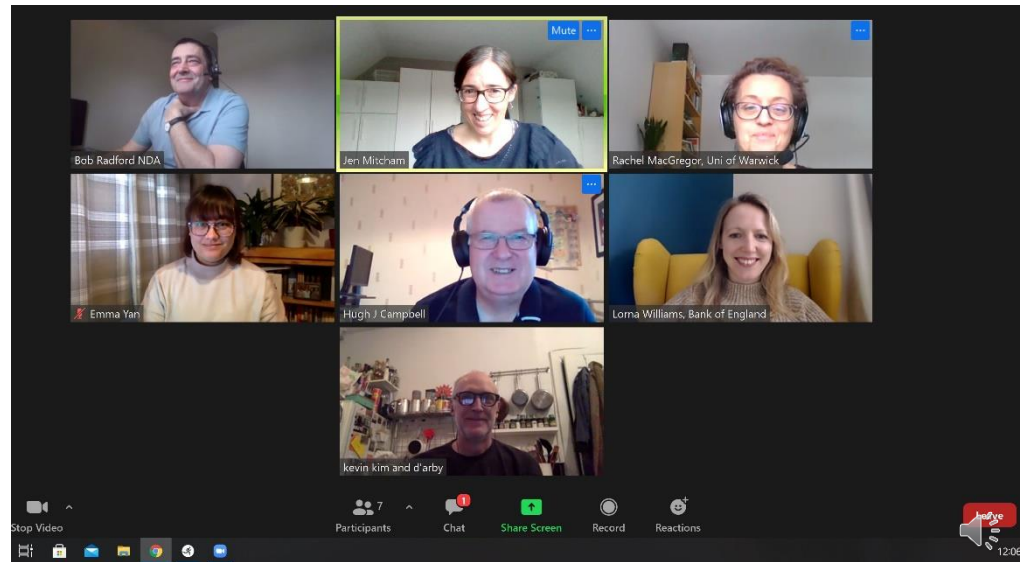 Mute ...
...
Bob Radford NDA
Jen Mitcham
Rachel MacGregor, Uni of Warwick
...
Emma Yan
Hugh J Campbell
Lorna Williams, Bank of England
kevin kim and d'arby
7
1
Stop Video
Participants
Chat
Share Screen
Record
Reactions
12:06